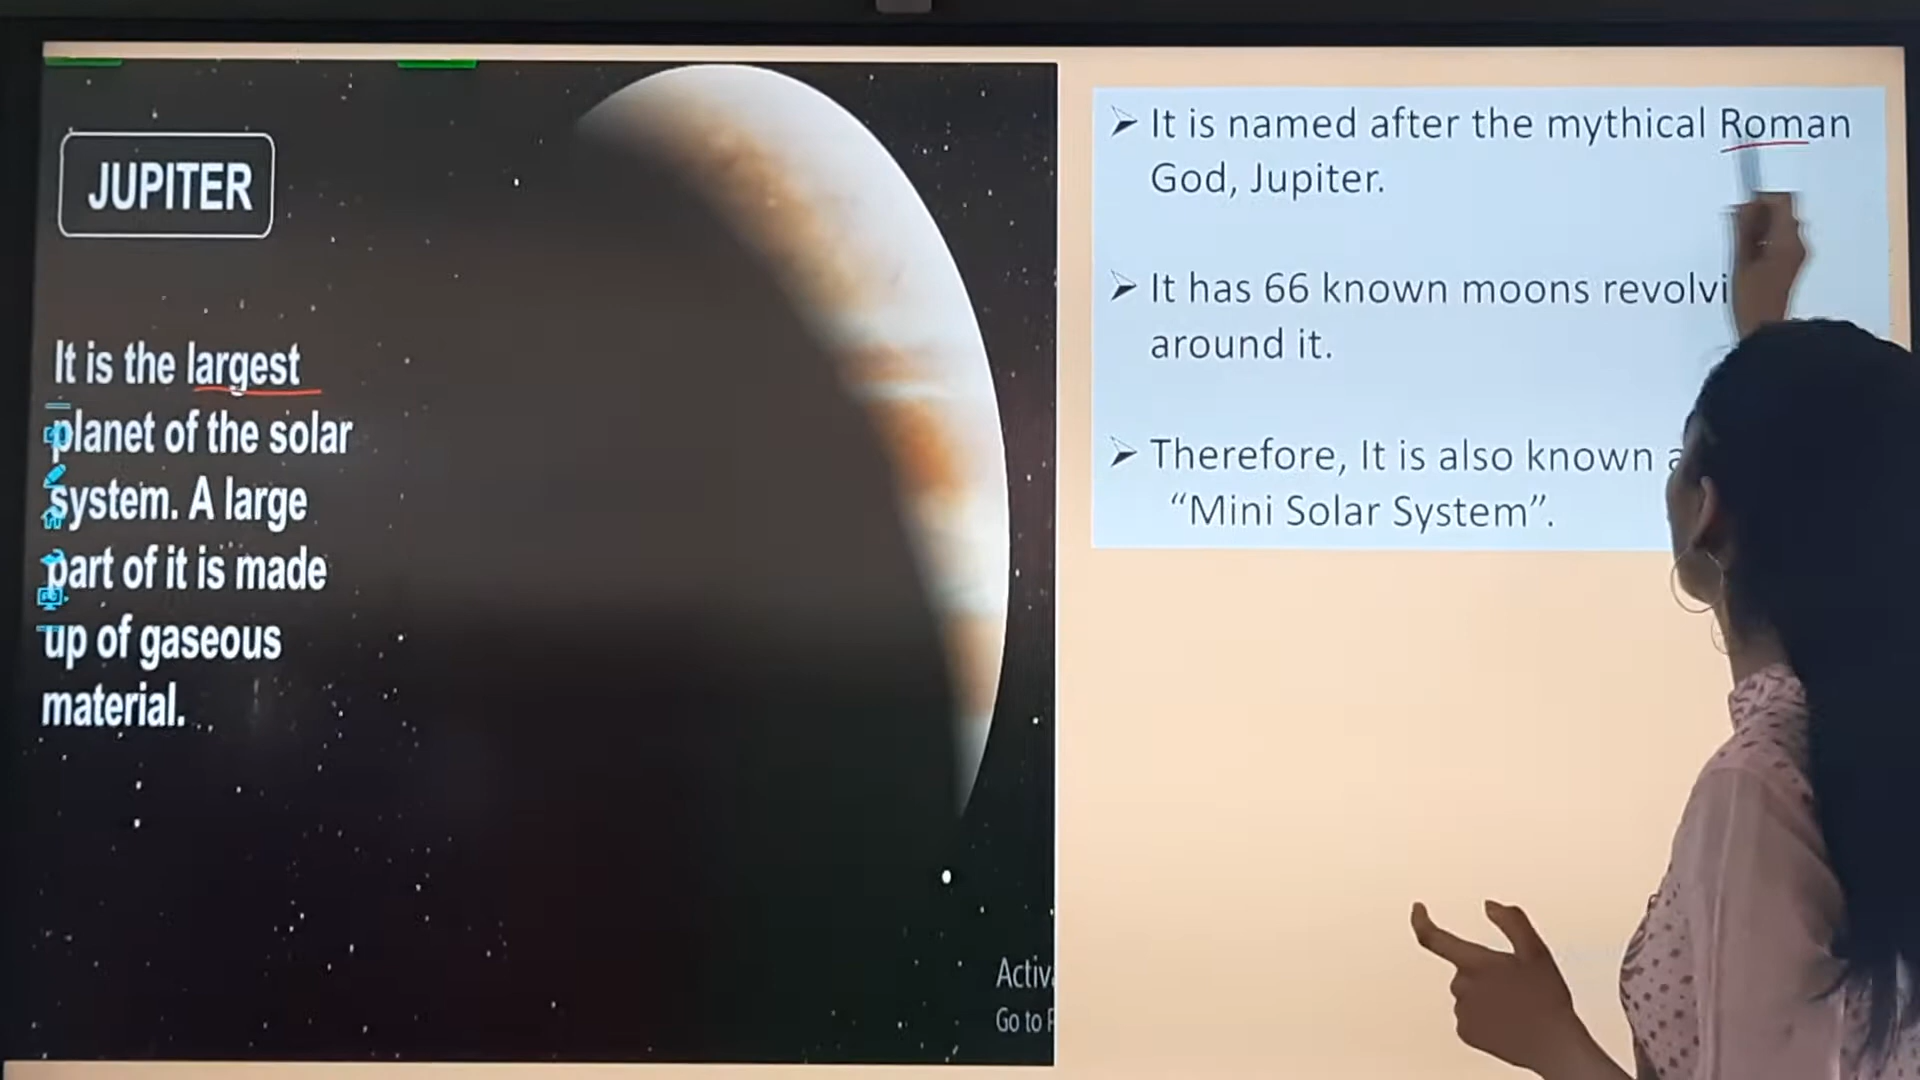 JUPITER
It is the largest
planet of the solar
system. A large
part of it is made
up of gaseous
material.
It is named after the mythical Roman
God, Jupiter.
It has 66 known moons
around it.
Therefore, It is also known
“Mini Solar System”.
Go to